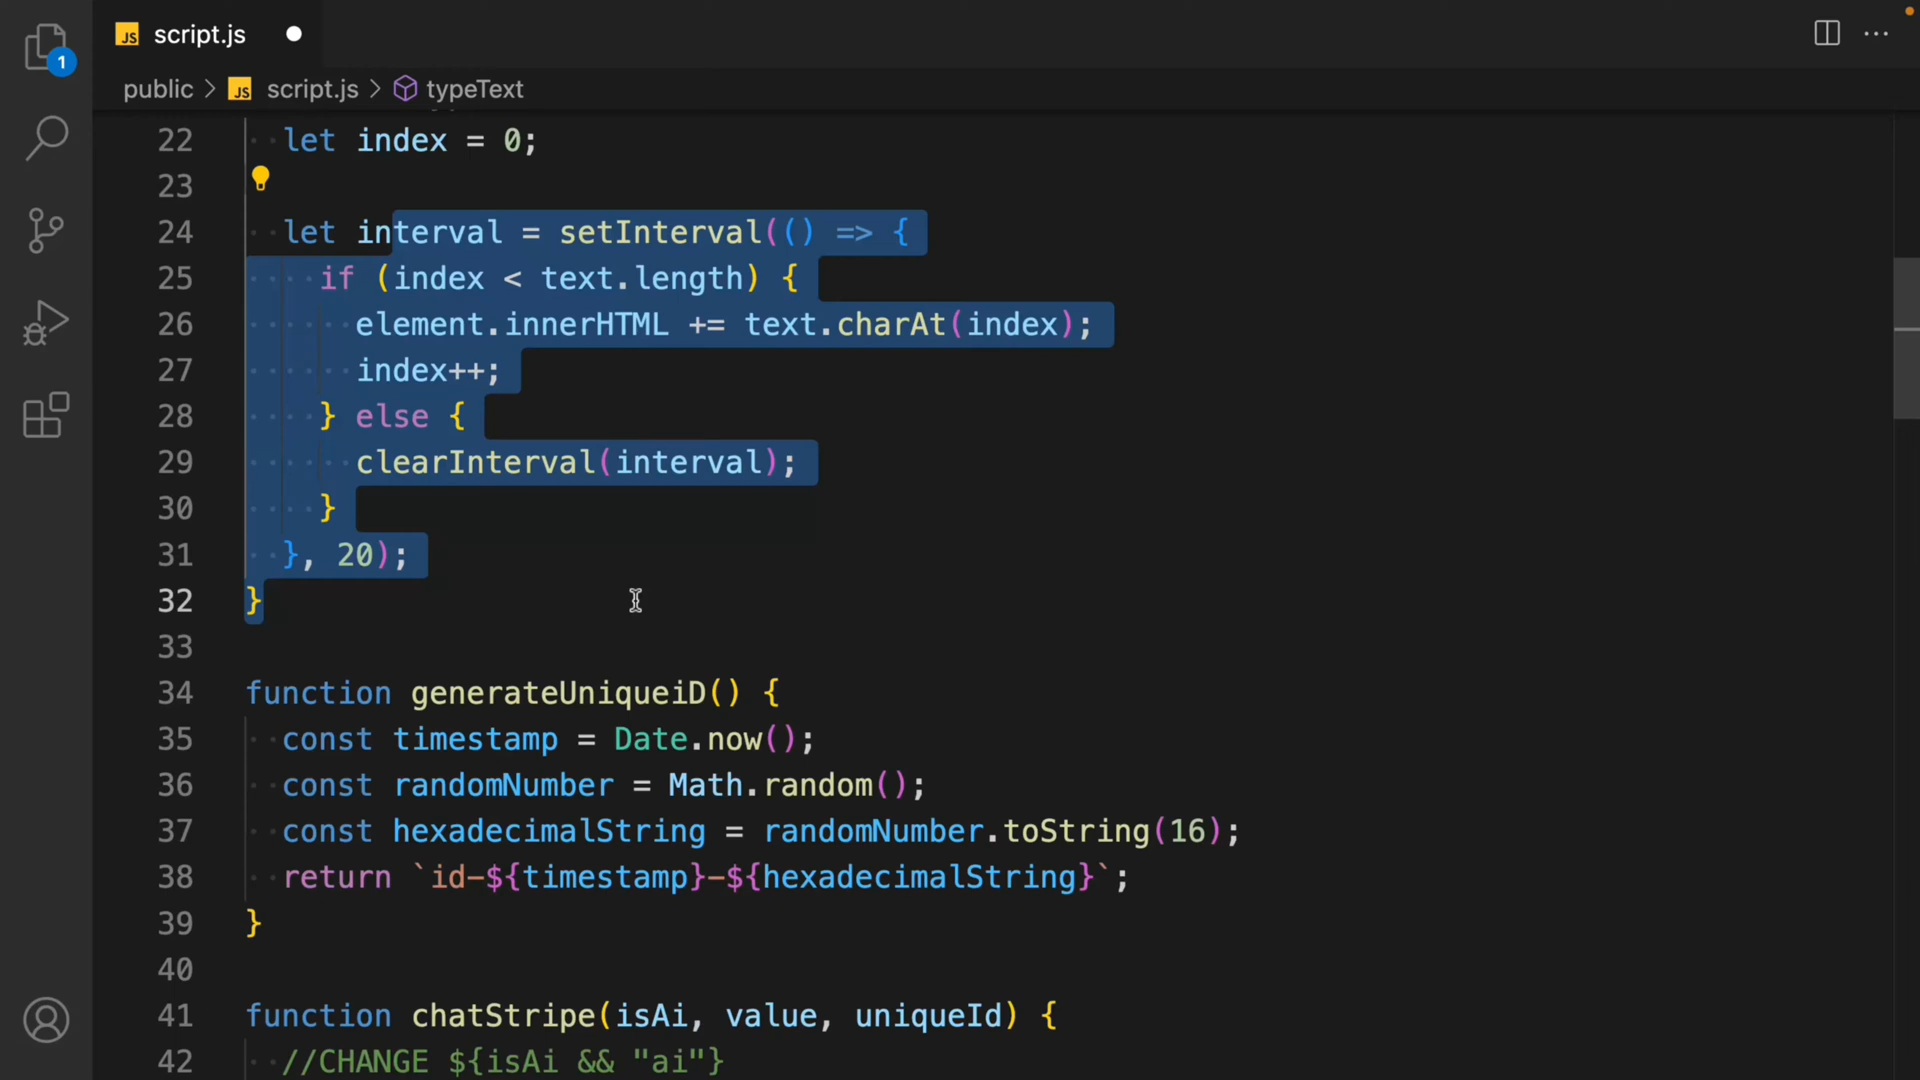 JS script.js
1
public > JS script.js > typeText
22 let index = 0;
23
24 let interval = setInterval(() => {
25 if (index < text.length) {
26 element.innerHTML += text.charAt(index);
27 index++;
28 } else {
29 clearInterval(interval);
30 }
31 }, 20);
32 }
33
34 function generateUniqueiD() {
35 const timestamp = Date.now();
36 const randomNumber = Math.random();
37 const hexadecimalString = randomNumber.toString(16);
38 return `id-${timestamp}-${hexadecimalString}`;
39 }
40
41 function chatStripe(isAi, value, uniqueId) {
42 //CHANGE ${isAi && "ai"}